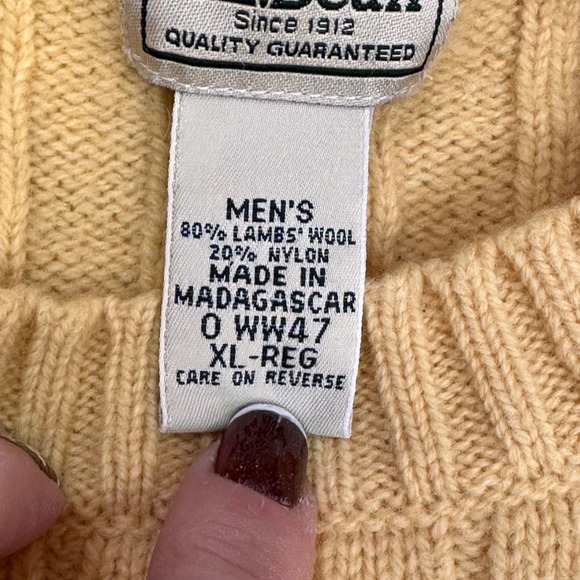 Since 1912
QUALITY GUARANTEED
MEN'S
80% LAMBS' WOOL
20% NYLON
MADE IN
MADAGASCAR
0 WW47
XL-REG
CARE ON REVERSE